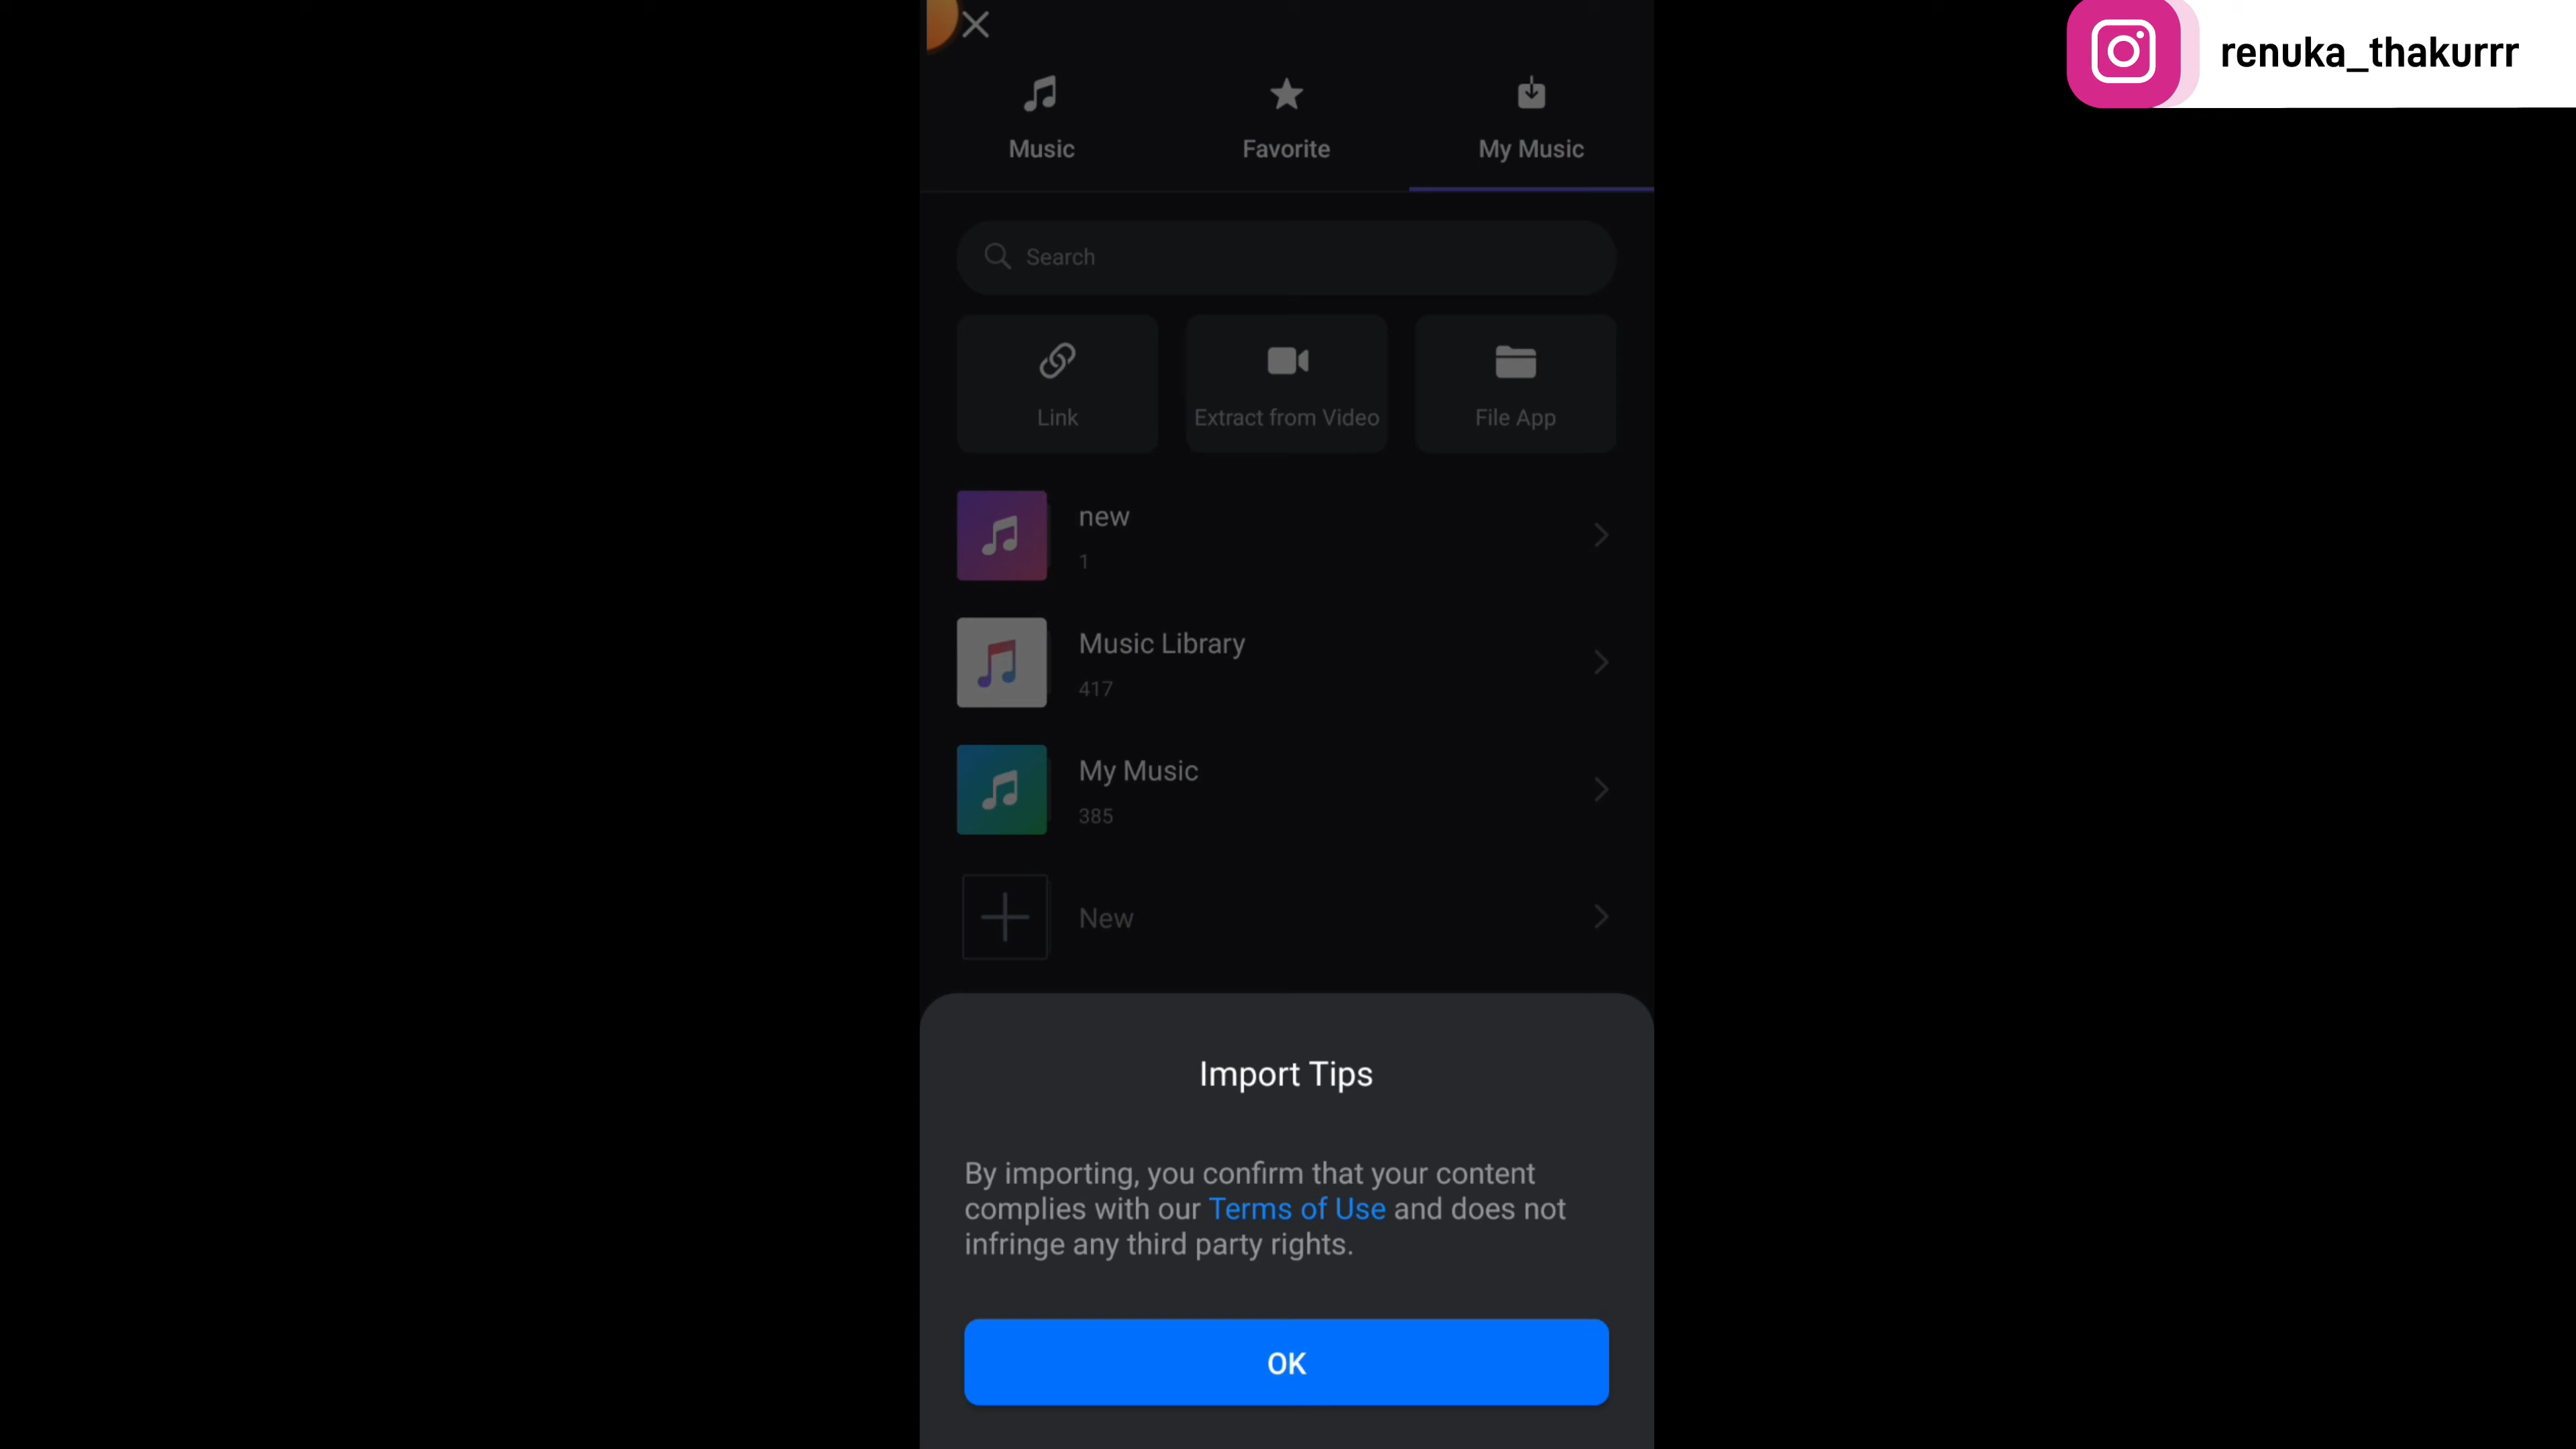 renuka_thakurrr
Music
Favorite
My Music
Search
Link
Extract from Video
File App
new
1
Music Library
417
My Music
385
New
Import Tips
By importing, you confirm that your content
complies with our Terms of Use and does not
infringe any third party rights.
OK